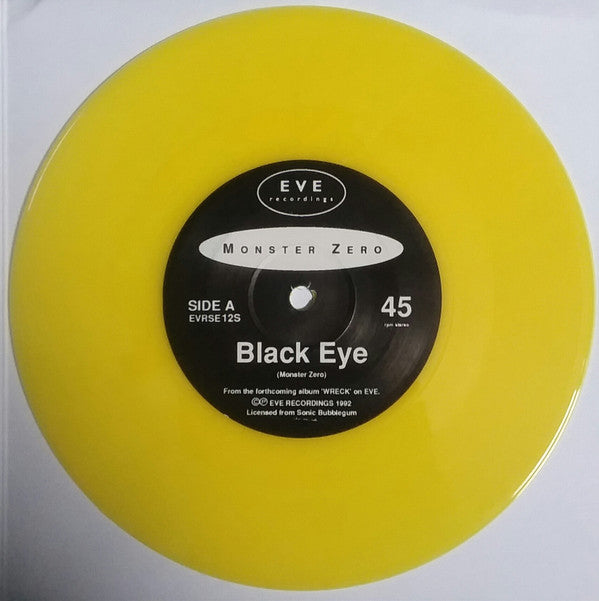 EVE
recordings
MONSTER ZERO
SIDE A
EVRSE12S
45
rpm stereo
Black Eye
(Monster Zero)
From the forthcoming album 'WRECK' on EVE.
©℗ EVE RECORDINGS 1992
Licensed from Sonic Bubblegum